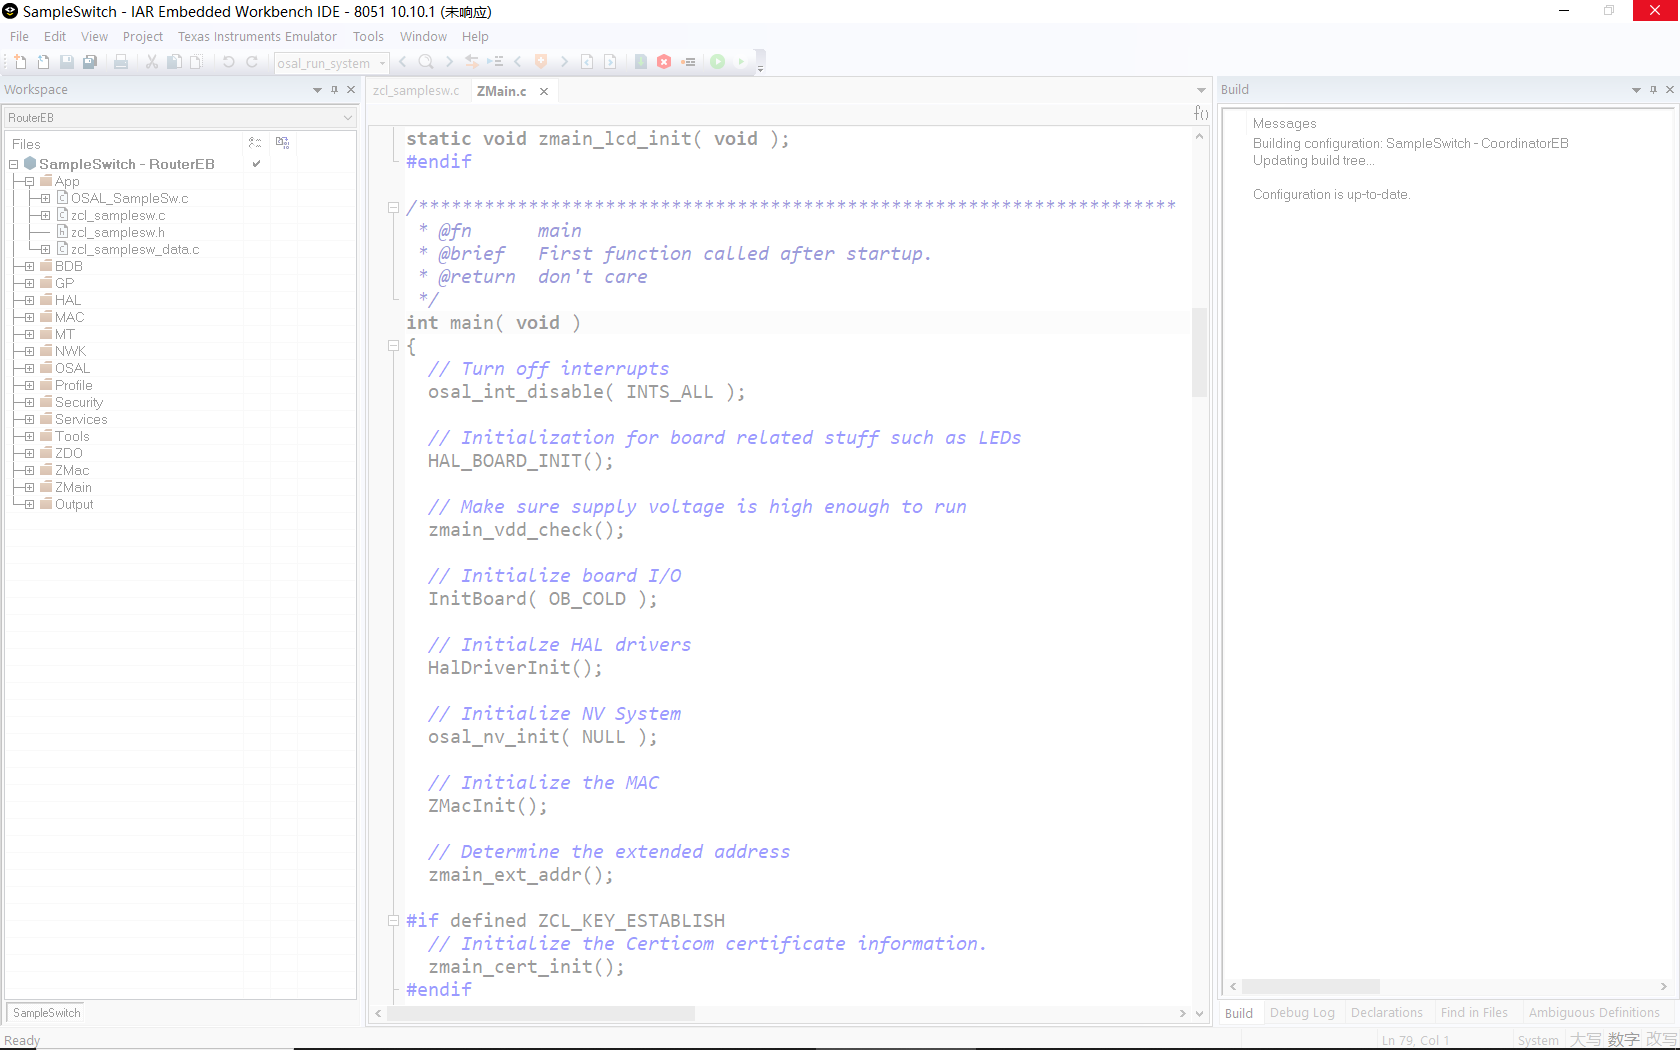 SampleSwitch - IAR Embedded Workbench IDE - 8051 10.10.1 (未响应)
File Edit View Project Texas Instruments Emulator Tools Window Help
osal_run_system
Workspace
RouterEB
Files
SampleSwitch - RouterEB
App
OSAL_SampleSw.c
zcl_samplesw.c
zcl_samplesw.h
zcl_samplesw_data.c
BDB
GP
HAL
MAC
MT
NWK
OSAL
Profile
Security
Services
Tools
ZDO
ZMac
ZMain
Output
SampleSwitch
zcl_samplesw.c ZMain.c
f()
static void zmain_lcd_init( void );
#endif
/*********************************************************************
* @fn main
* @brief First function called after startup.
* @return don't care
*/
int main( void )
{
// Turn off interrupts
osal_int_disable( INTS_ALL );
// Initialization for board related stuff such as LEDs
HAL_BOARD_INIT();
// Make sure supply voltage is high enough to run
zmain_vdd_check();
// Initialize board I/O
InitBoard( OB_COLD );
// Initialze HAL drivers
HalDriverInit();
// Initialize NV System
osal_nv_init( NULL );
// Initialize the MAC
ZMacInit();
// Determine the extended address
zmain_ext_addr();
#if defined ZCL_KEY_ESTABLISH
// Initialize the Certicom certificate information.
zmain_cert_init();
#endif
Build
Messages
Building configuration: SampleSwitch - CoordinatorEB
Updating build tree...
Configuration is up-to-date.
Build Debug Log Declarations Find in Files Ambiguous Definitions
Ready
Ln 79, Col 1 System 大写 数字 改写